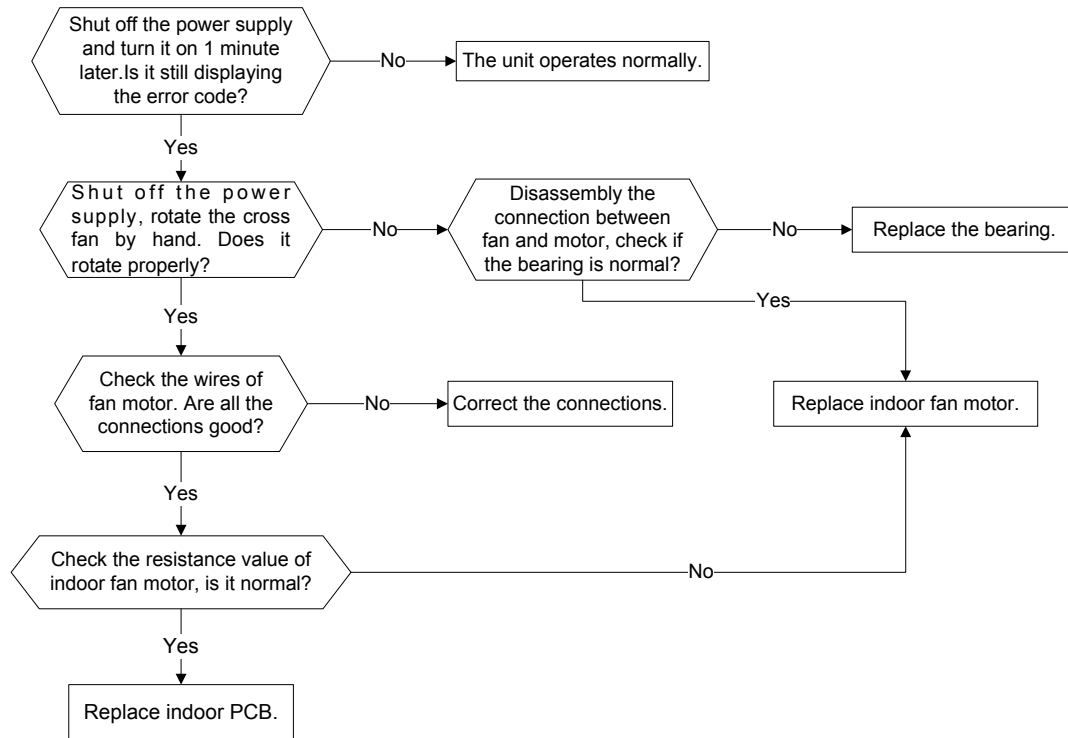 Shut off the power supply
and turn it on 1 minute
later.Is it still displaying
the error code?
No
The unit operates normally.
Yes
Shut off the power
supply, rotate the cross
fan by hand. Does it
rotate properly?
No
Disassembly the
connection between
fan and motor, check if
the bearing is normal?
No
Replace the bearing.
Yes
Yes
Check the wires of
fan motor. Are all the
connections good?
No
Correct the connections.
Replace indoor fan motor.
Yes
Check the resistance value of
indoor fan motor, is it normal?
No
Yes
Replace indoor PCB.